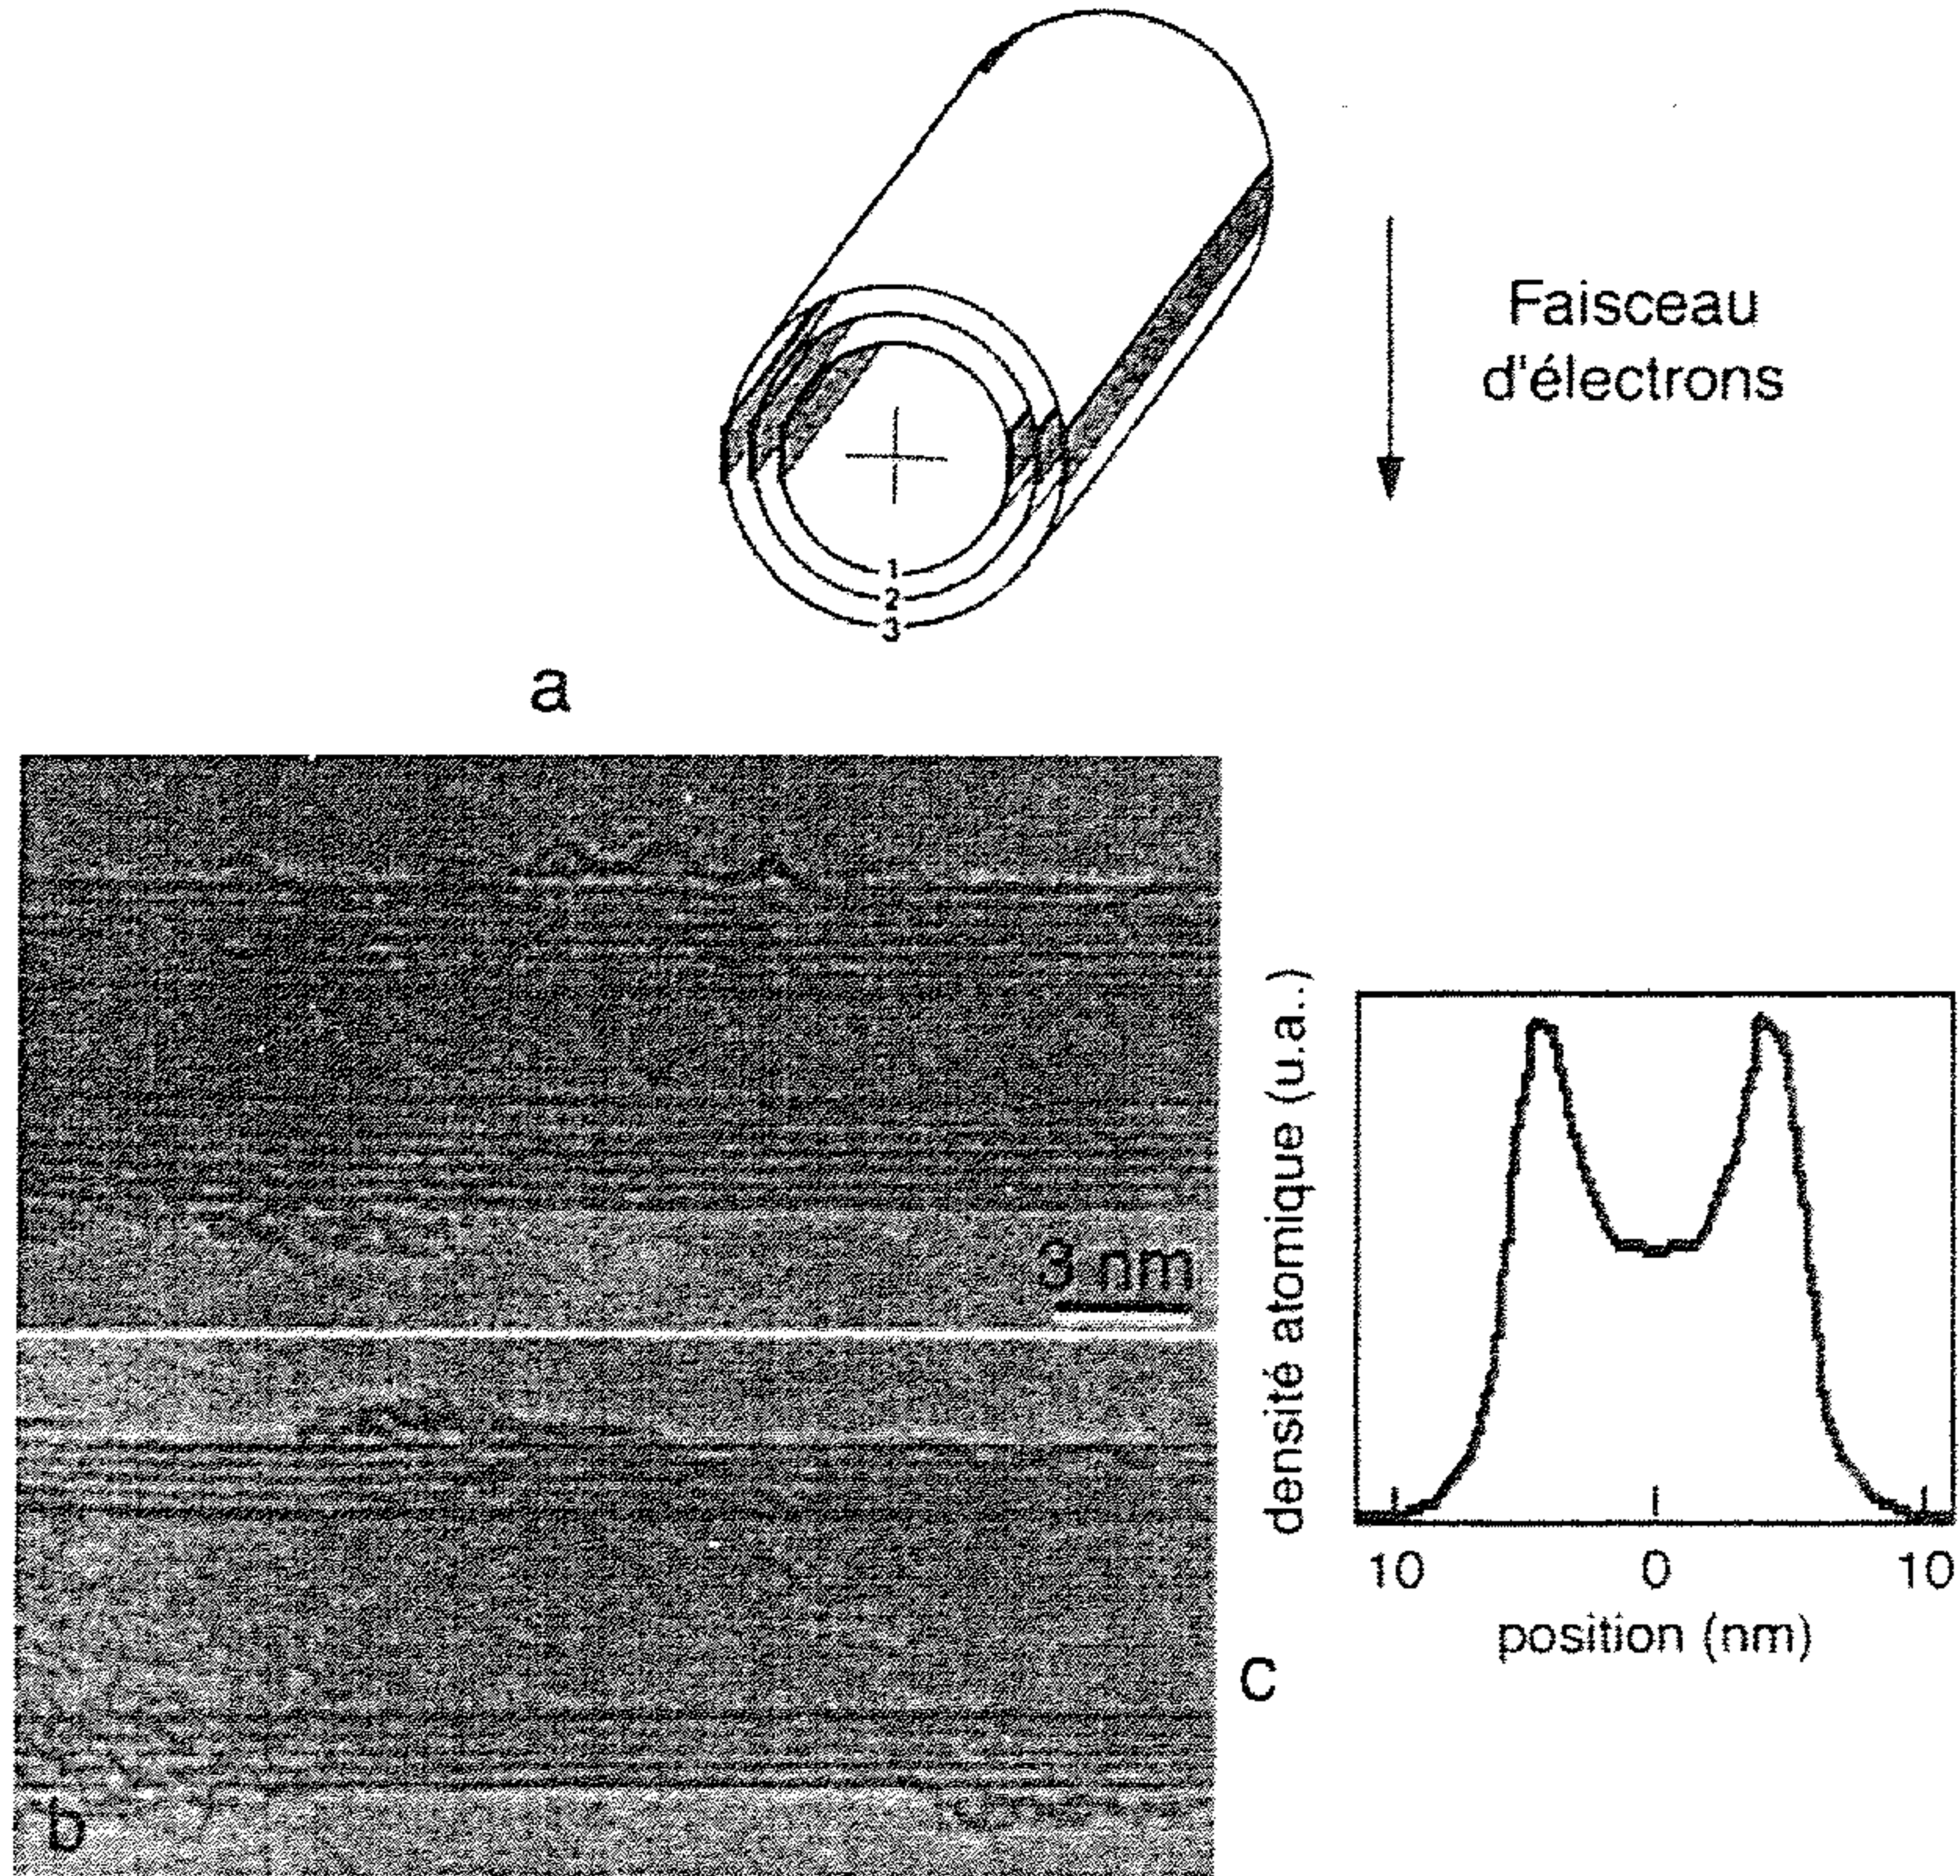 Faisceau
d'électrons
1
2
3
a
3 nm
b
densité atomique (u.a..)
10 0 10
position (nm)
c